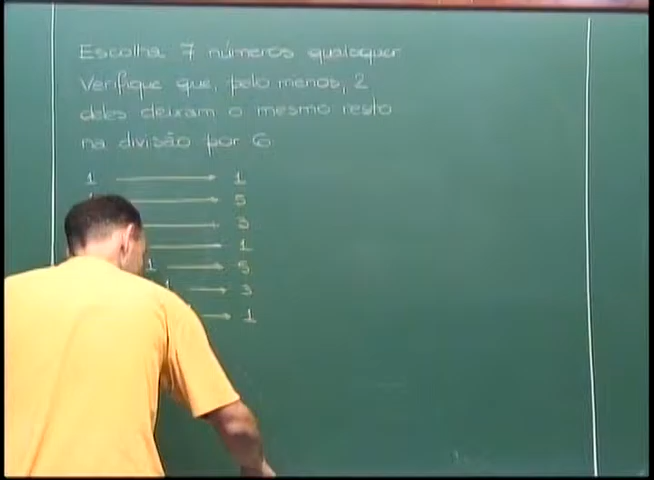 Escolha 7 números qualquer
Verifique que, pelo menos, 2
deles deixam o mesmo resto
na divisão por 6
1 → 1
→ 5
→ 3
→ 1
1 → 5
→ 3
→ 1